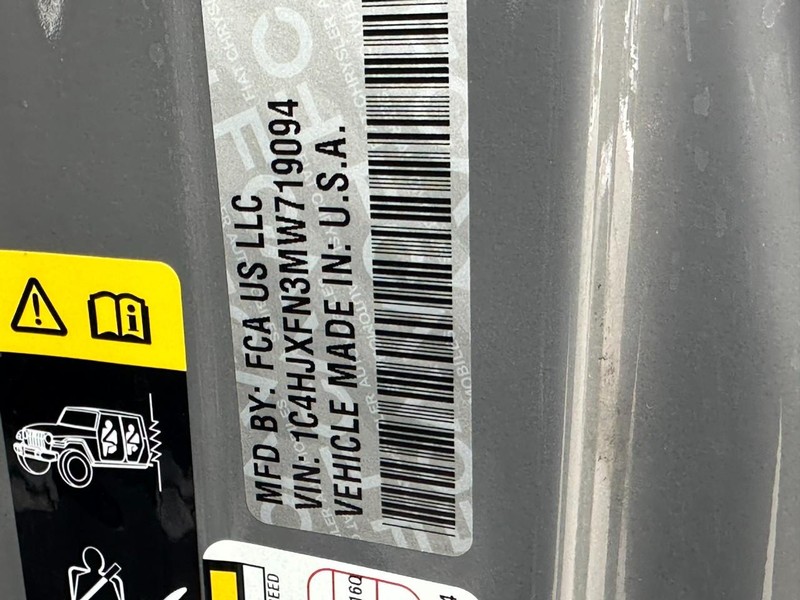 MFD BY: FCA US LLC
VIN: 1C4HJXFN3MW719094
VEHICLE MADE IN: U.S.A.